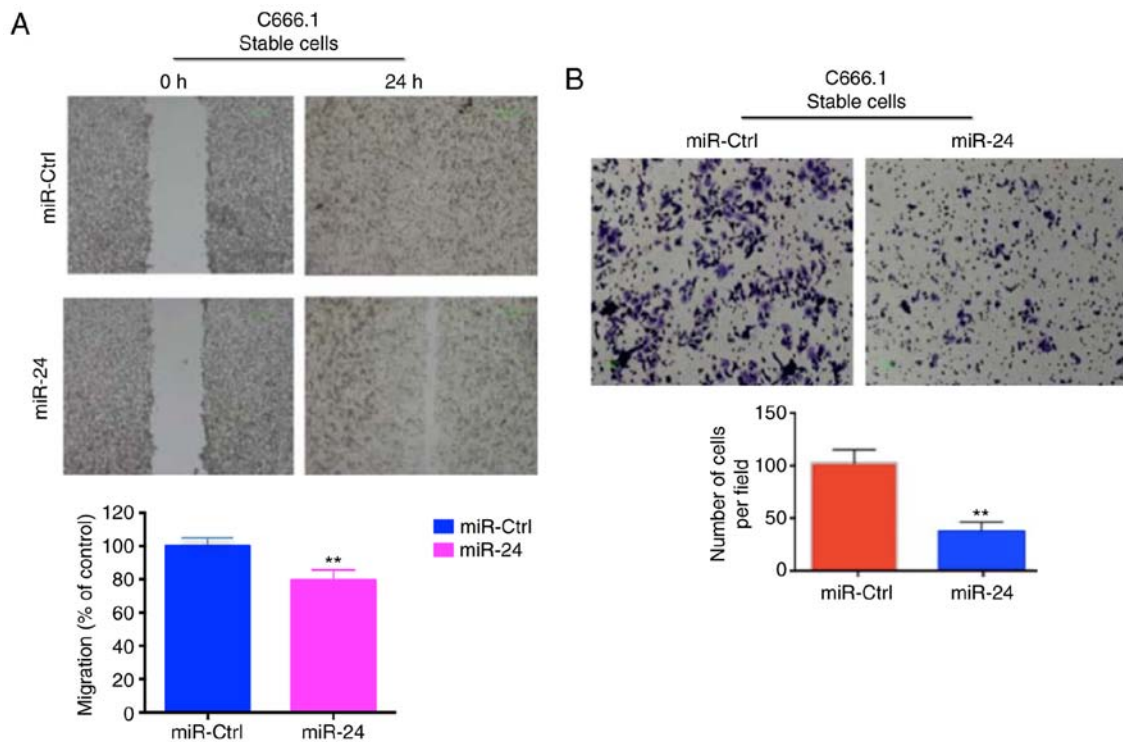 A
C666.1
Stable cells
0 h
24 h
miR-Ctrl
miR-24
120
100
80
60
40
20
0
Migration (% of control)
**
miR-Ctrl
miR-24
miR-Ctrl
miR-24
B
C666.1
Stable cells
miR-Ctrl
miR-24
150
100
50
0
Number of cells
per field
**
miR-Ctrl
miR-24